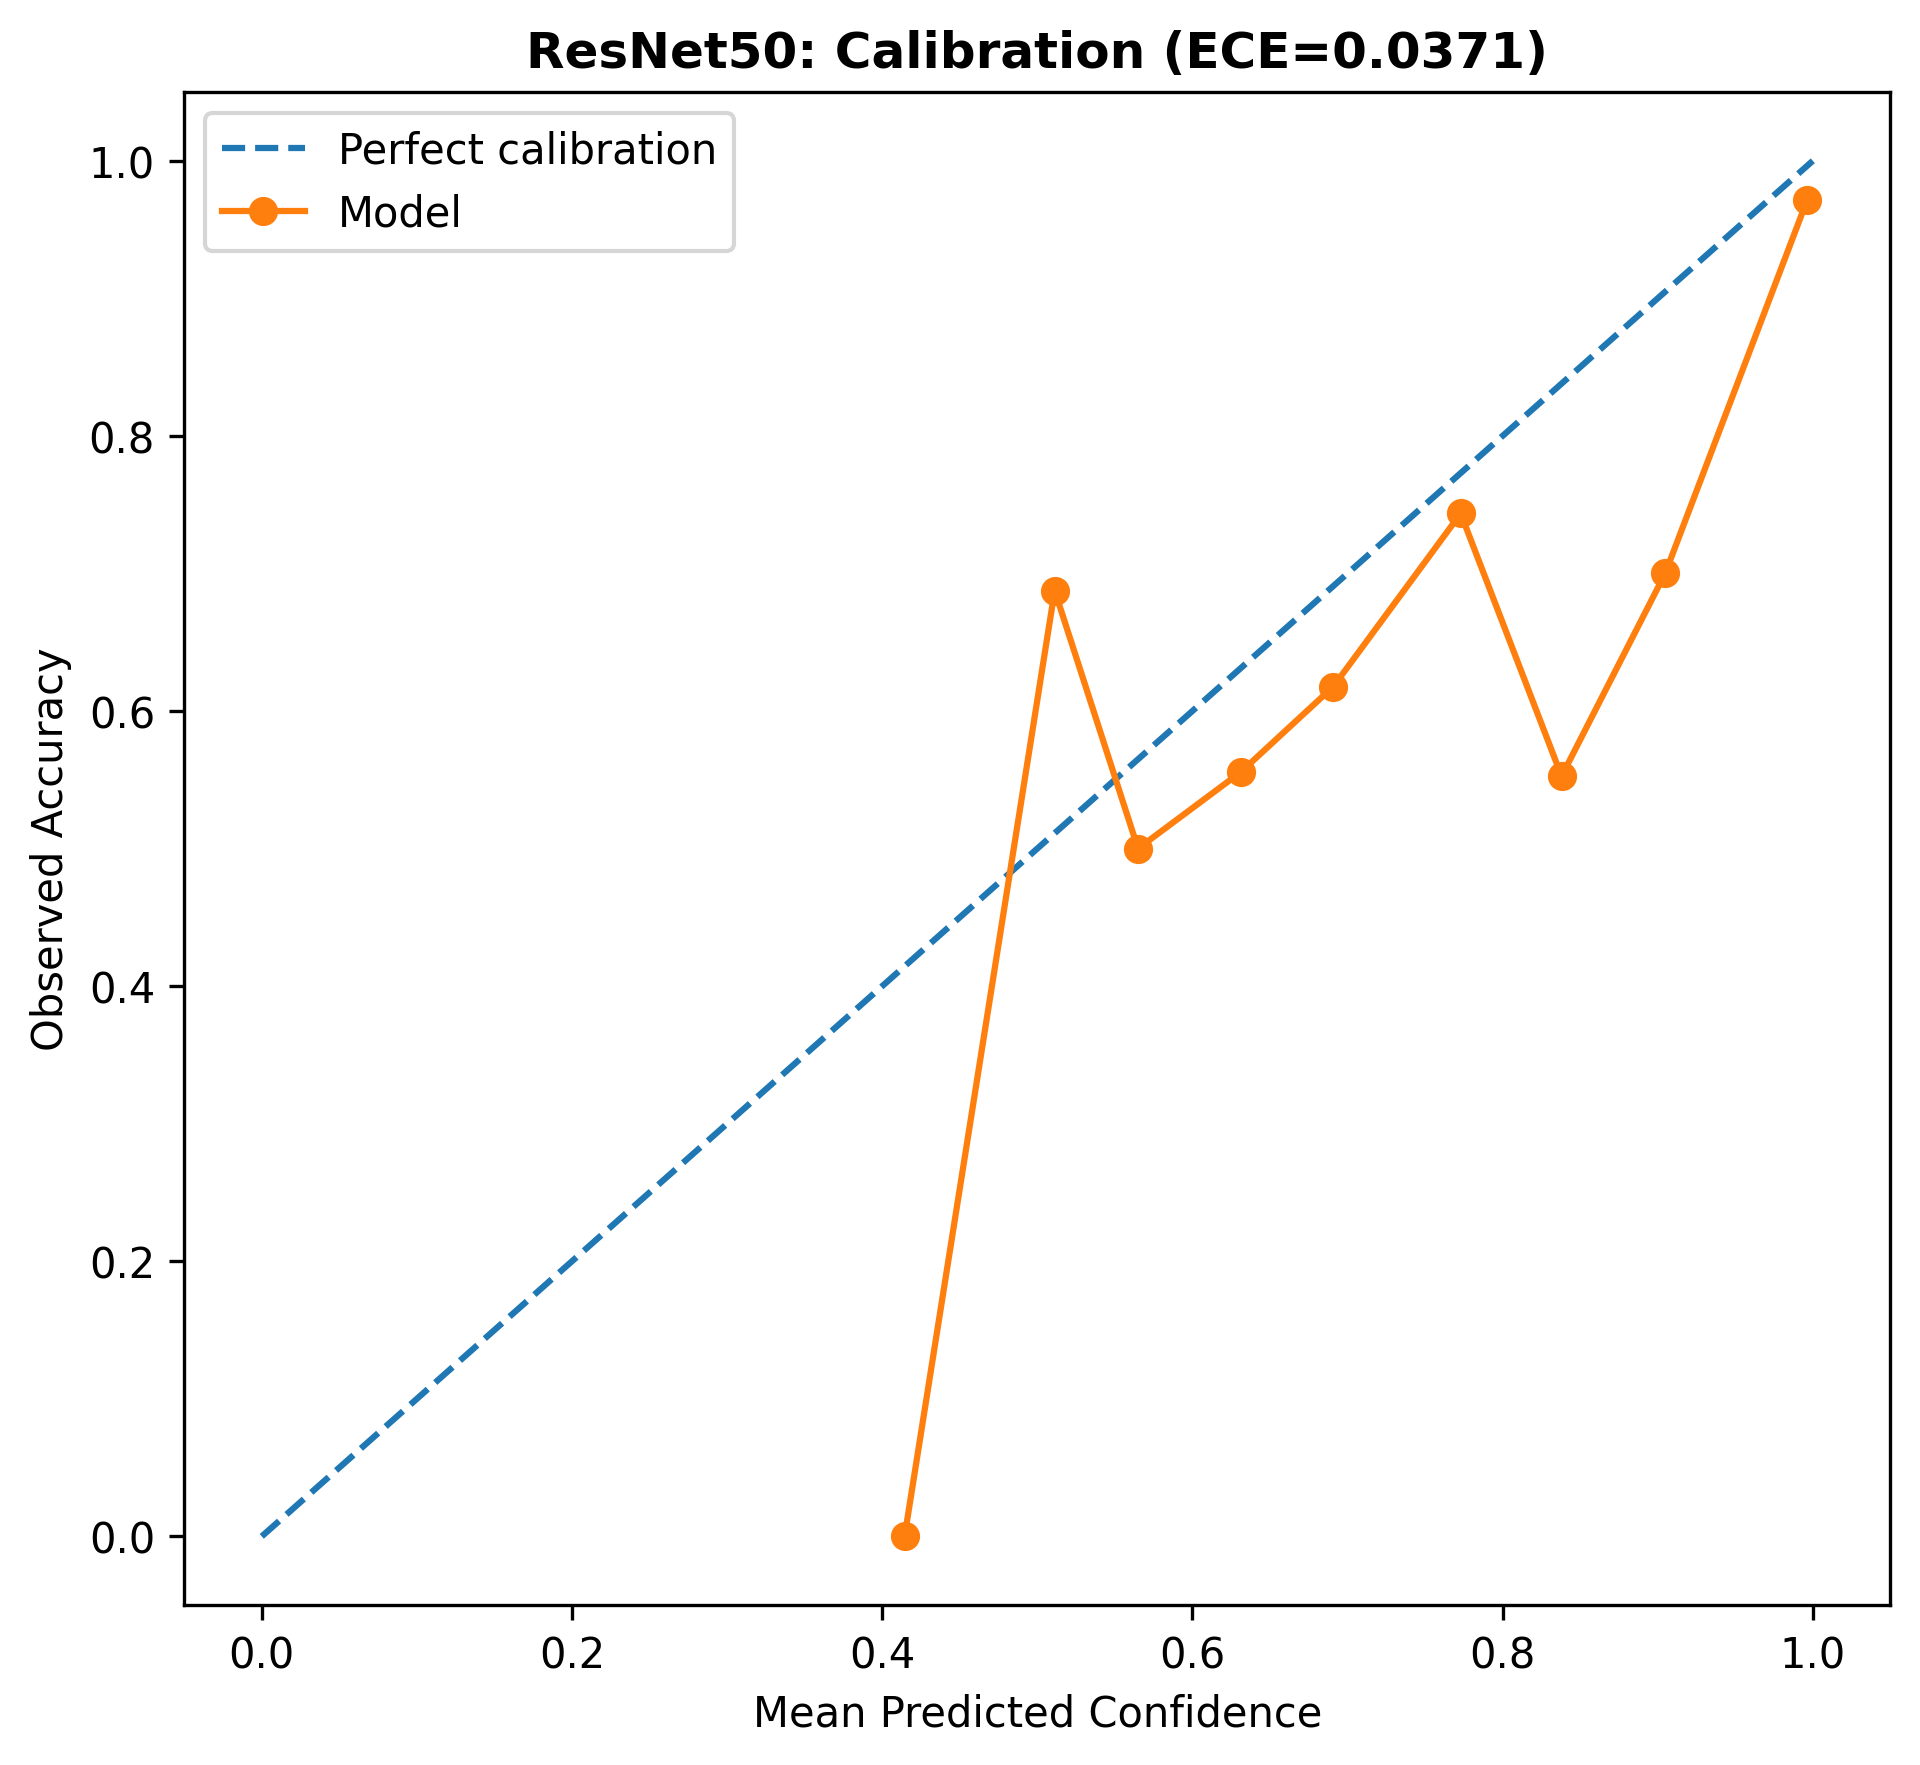 ResNet50: Calibration (ECE=0.0371)
Perfect calibration
Model
1.0
0.8
0.6
0.4
0.2
0.0
Observed Accuracy
0.0 0.2 0.4 0.6 0.8 1.0
Mean Predicted Confidence